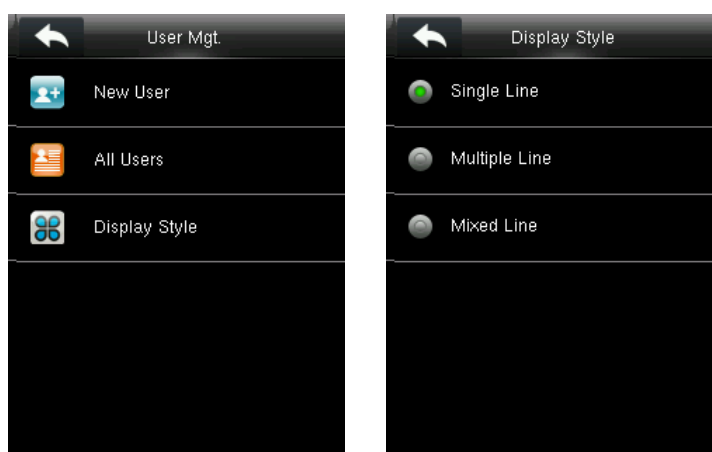 User Mgt.
New User
All Users
Display Style
Display Style
Single Line
Multiple Line
Mixed Line